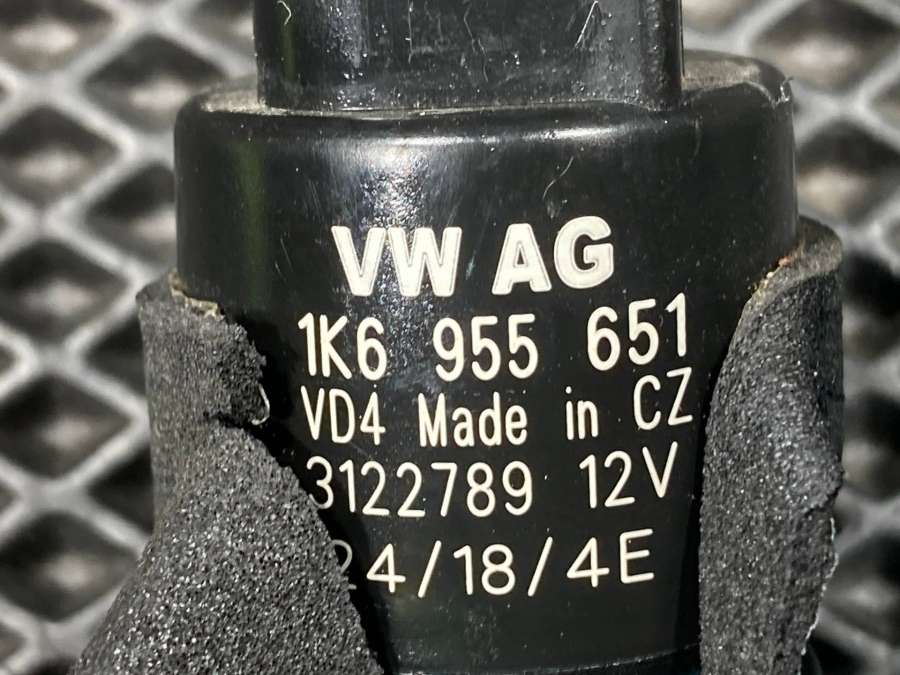 VW AG
1K6 955 651
VD4 Made in CZ
3122789 12V
24/18/4E